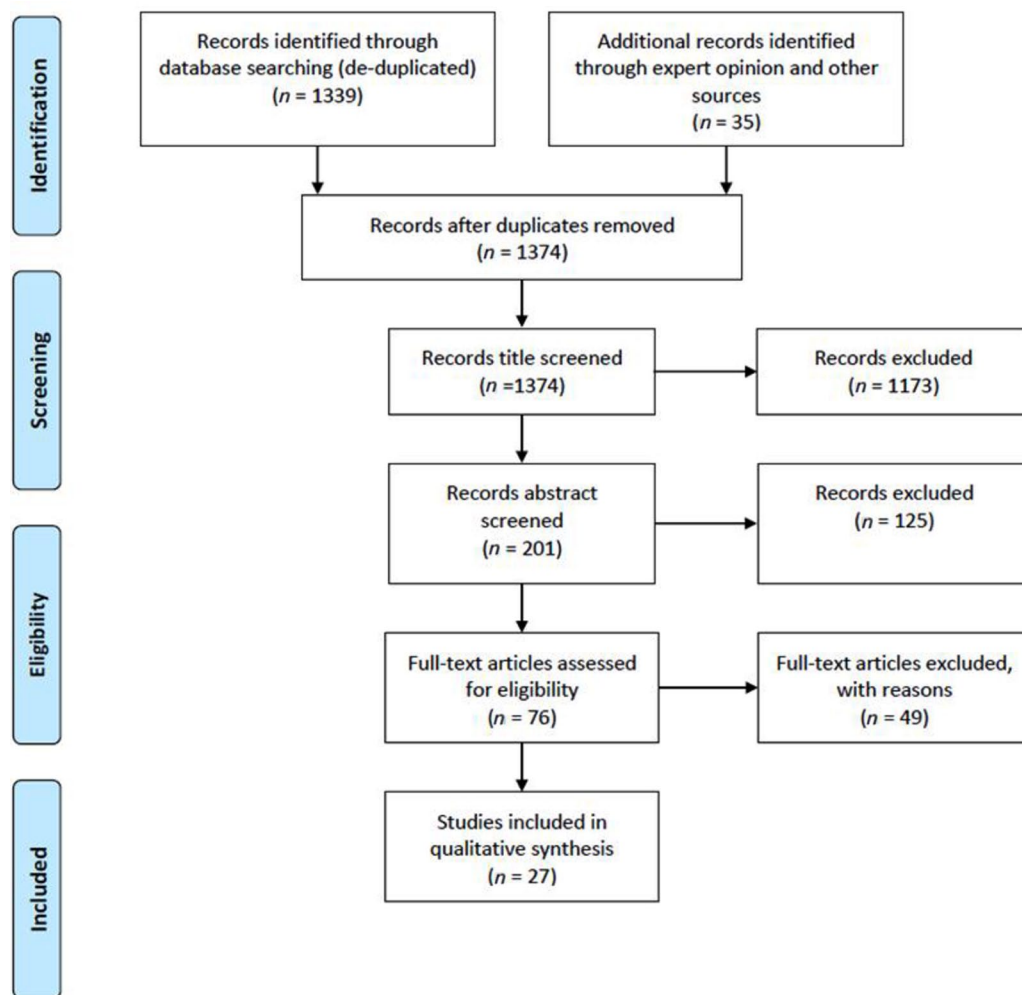 Identification
Records identified through
database searching (de-duplicated)
(n = 1339)
Additional records identified
through expert opinion and other
sources
(n = 35)
Records after duplicates removed
(n = 1374)
Screening
Records title screened
(n =1374)
Records excluded
(n = 1173)
Records abstract
screened
(n = 201)
Records excluded
(n = 125)
Eligibility
Full-text articles assessed
for eligibility
(n = 76)
Full-text articles excluded,
with reasons
(n = 49)
Included
Studies included in
qualitative synthesis
(n = 27)